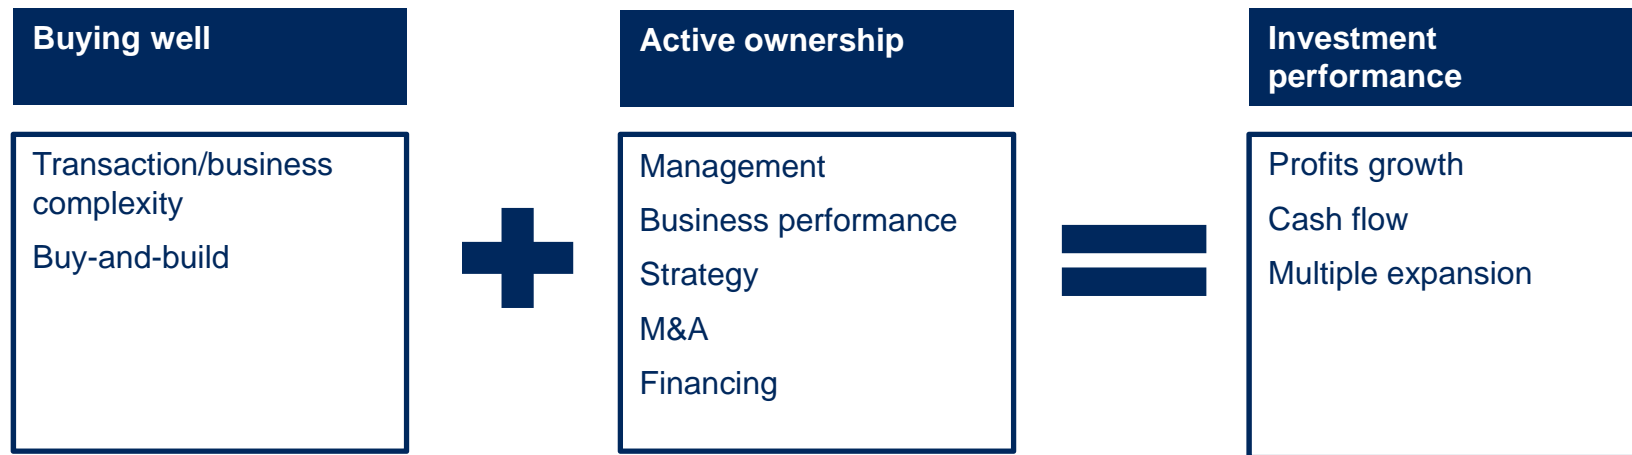 Buying well
Transaction/business
complexity
Buy-and-build
Active ownership
Management
Business performance
Strategy
M&A
Financing
Investment
performance
Profits growth
Cash flow
Multiple expansion